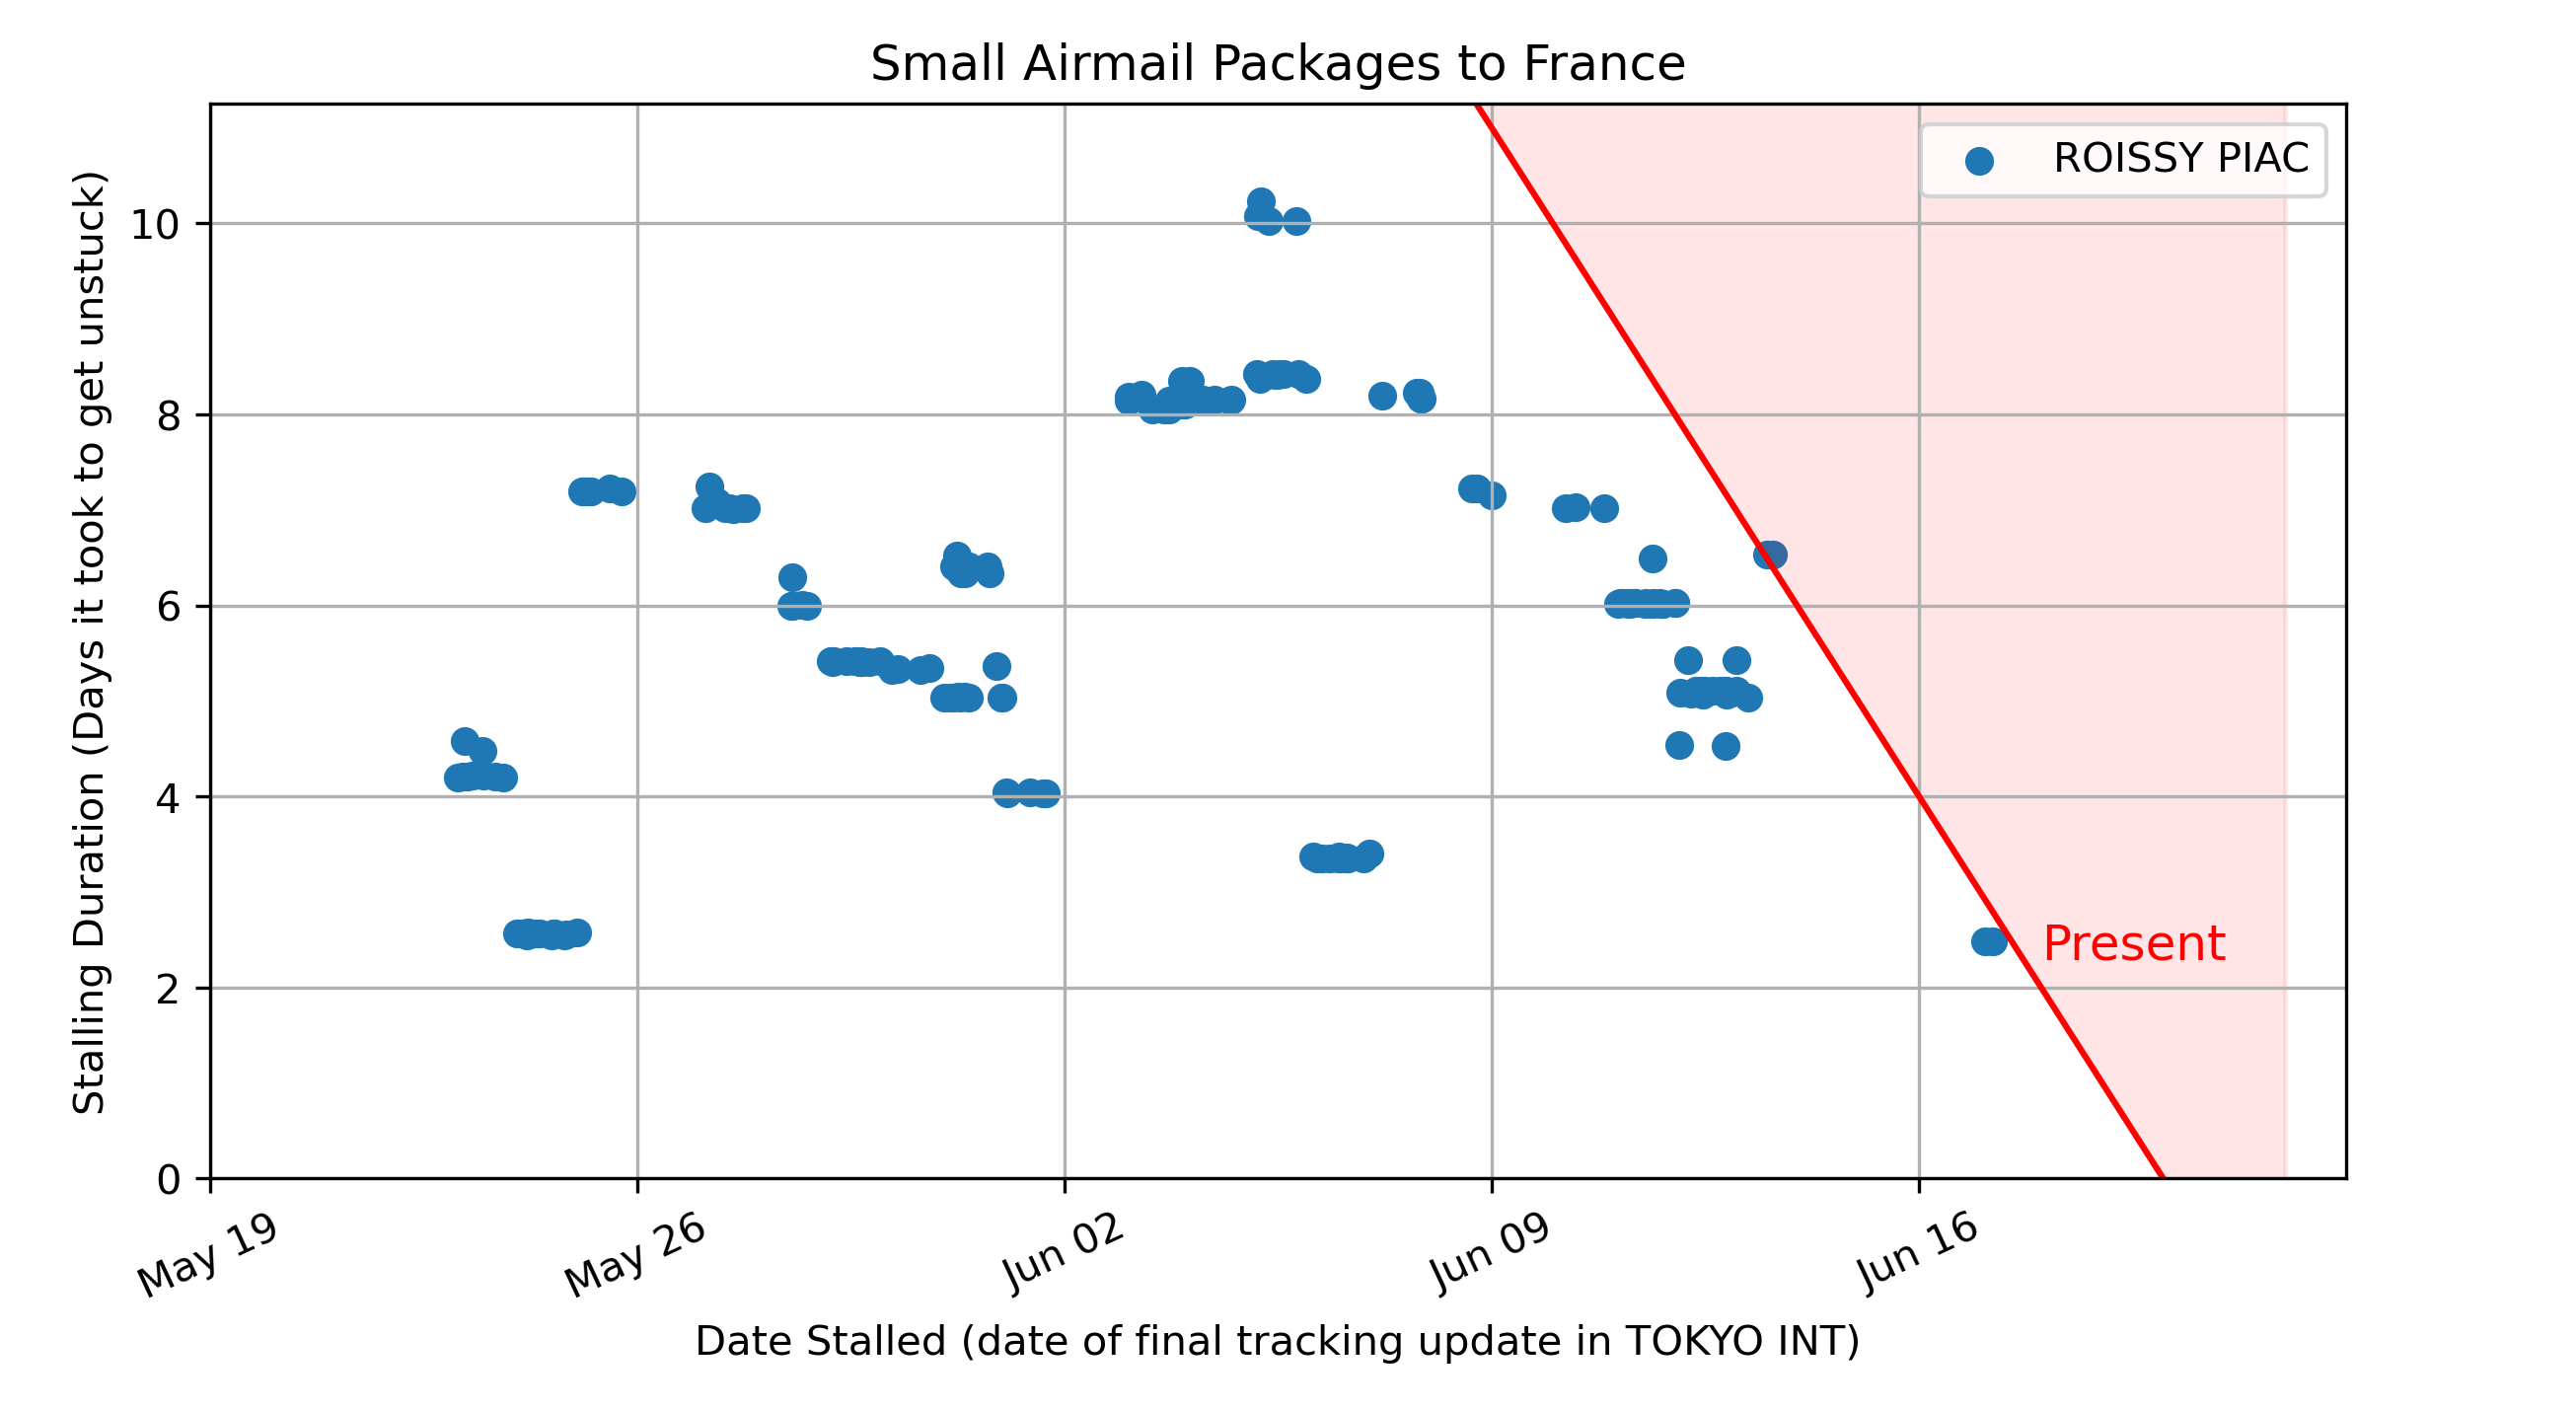 Small Airmail Packages to France
ROISSY PIAC
Stalling Duration (Days it took to get unstuck)
10
8
6
4
2
0
Present
May 19
May 26
Jun 02
Jun 09
Jun 16
Date Stalled (date of final tracking update in TOKYO INT)